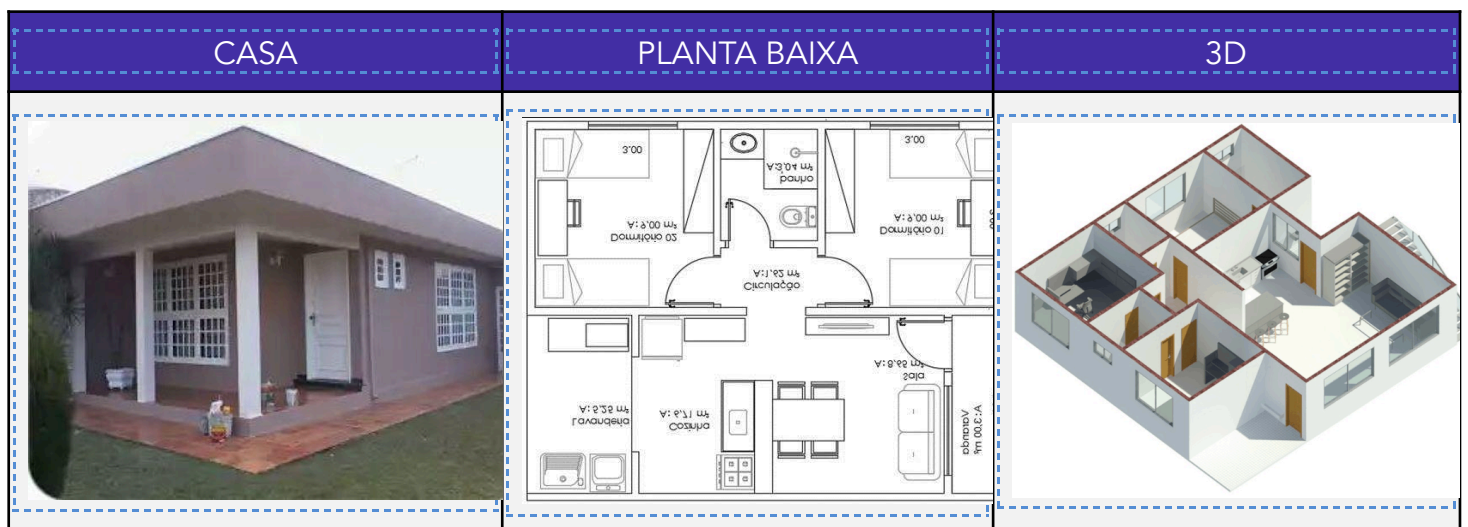 CASA
PLANTA BAIXA
3D
3,00
3,00
A:3,04 m²
banho
A: 9,00 m²
Dormitório 02
A: 9,00 m²
Dormitório 01
A:1,62 m²
Circulação
A: 8,65 m²
Sala
A: 5,25 m²
Lavanderia
A: 6,71 m²
Cozinha
Varanda
A:3,00 m²